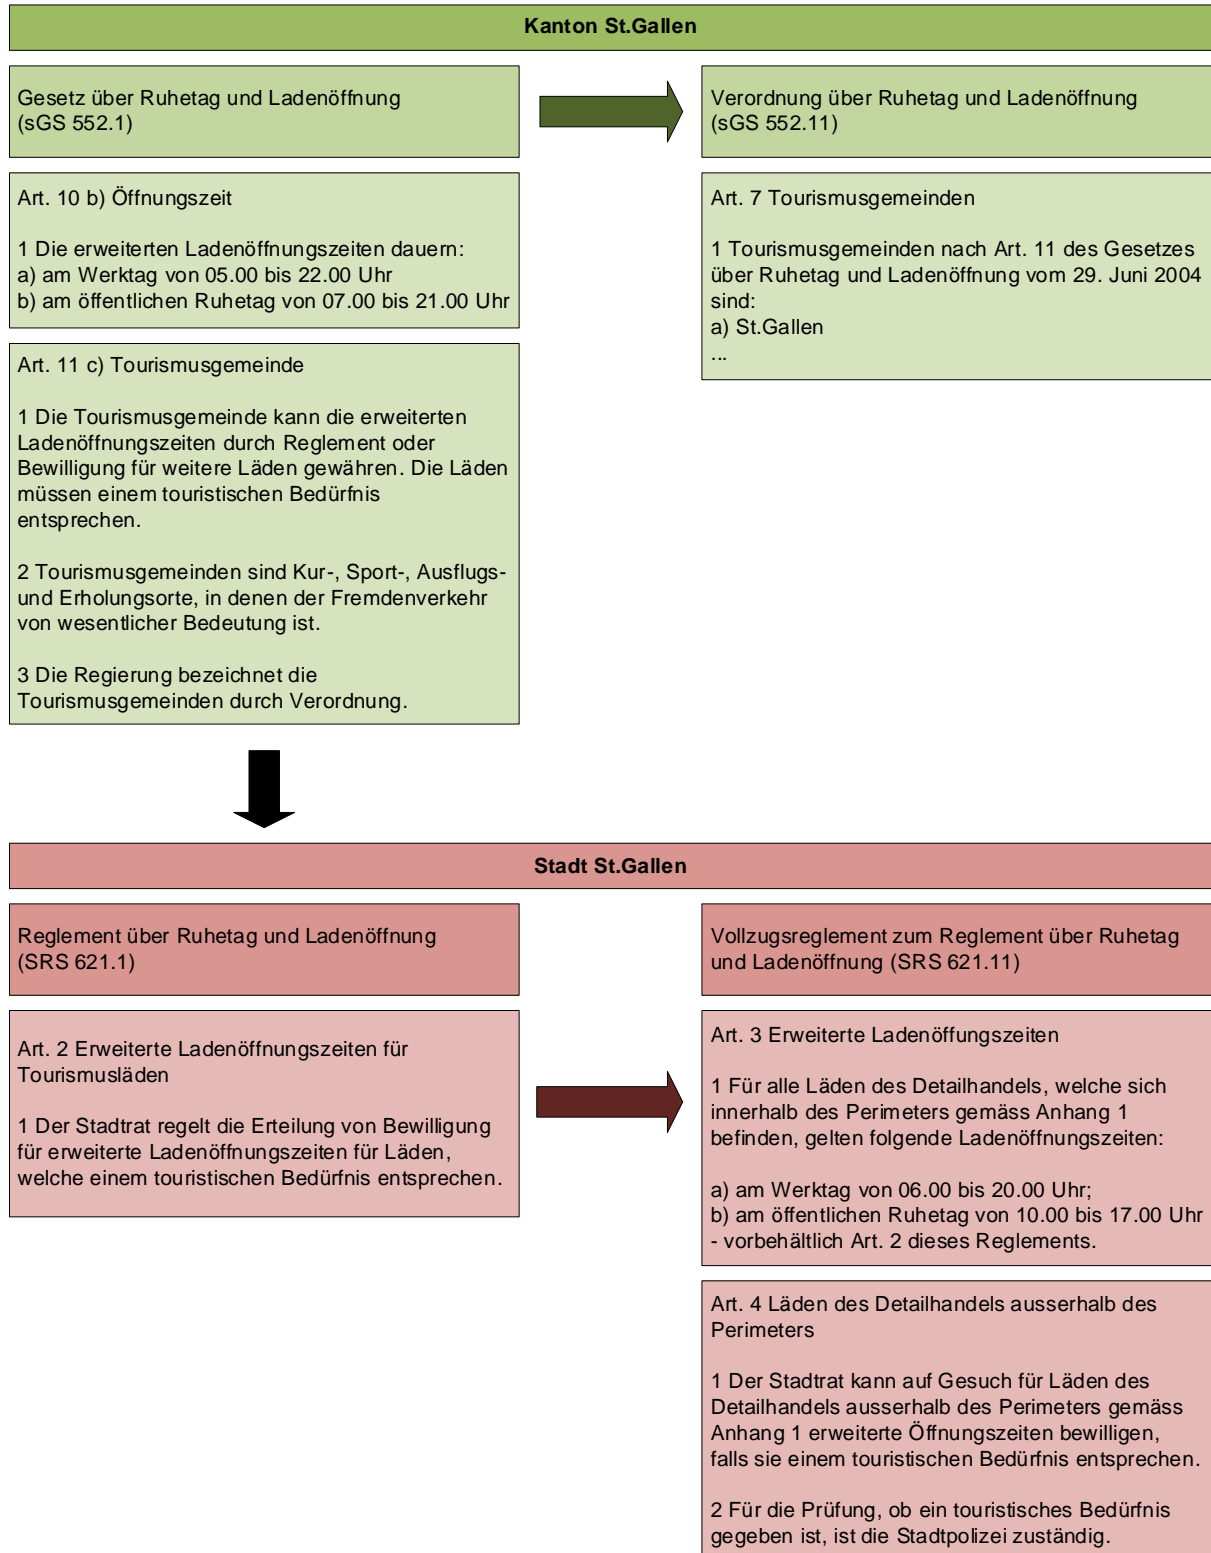 Kanton St.Gallen
Gesetz über Ruhetag und Ladenöffnung
(sGS 552.1)
Verordnung über Ruhetag und Ladenöffnung
(sGS 552.11)
Art. 10 b) Öffnungszeit
1 Die erweiterten Ladenöffnungszeiten dauern:
a) am Werktag von 05.00 bis 22.00 Uhr
b) am öffentlichen Ruhetag von 07.00 bis 21.00 Uhr
Art. 7 Tourismusgemeinden
1 Tourismusgemeinden nach Art. 11 des Gesetzes
über Ruhetag und Ladenöffnung vom 29. Juni 2004
sind:
a) St.Gallen
...
Art. 11 c) Tourismusgemeinde
1 Die Tourismusgemeinde kann die erweiterten
Ladenöffnungszeiten durch Reglement oder
Bewilligung für weitere Läden gewähren. Die Läden
müssen einem touristischen Bedürfnis
entsprechen.
2 Tourismusgemeinden sind Kur-, Sport-, Ausflugs-
und Erholungsorte, in denen der Fremdenverkehr
von wesentlicher Bedeutung ist.
3 Die Regierung bezeichnet die
Tourismusgemeinden durch Verordnung.
Stadt St.Gallen
Reglement über Ruhetag und Ladenöffnung
(SRS 621.1)
Vollzugsreglement zum Reglement über Ruhetag
und Ladenöffnung (SRS 621.11)
Art. 2 Erweiterte Ladenöffnungszeiten für
Tourismusläden
1 Der Stadtrat regelt die Erteilung von Bewilligung
für erweiterte Ladenöffnungszeiten für Läden,
welche einem touristischen Bedürfnis entsprechen.
Art. 3 Erweiterte Ladenöffungszeiten
1 Für alle Läden des Detailhandels, welche sich
innerhalb des Perimeters gemäss Anhang 1
befinden, gelten folgende Ladenöffnungszeiten:
a) am Werktag von 06.00 bis 20.00 Uhr;
b) am öffentlichen Ruhetag von 10.00 bis 17.00 Uhr
- vorbehältlich Art. 2 dieses Reglements.
Art. 4 Läden des Detailhandels ausserhalb des
Perimeters
1 Der Stadtrat kann auf Gesuch für Läden des
Detailhandels ausserhalb des Perimeters gemäss
Anhang 1 erweiterte Öffnungszeiten bewilligen,
falls sie einem touristischen Bedürfnis entsprechen.
2 Für die Prüfung, ob ein touristisches Bedürfnis
gegeben ist, ist die Stadtpolizei zuständig.